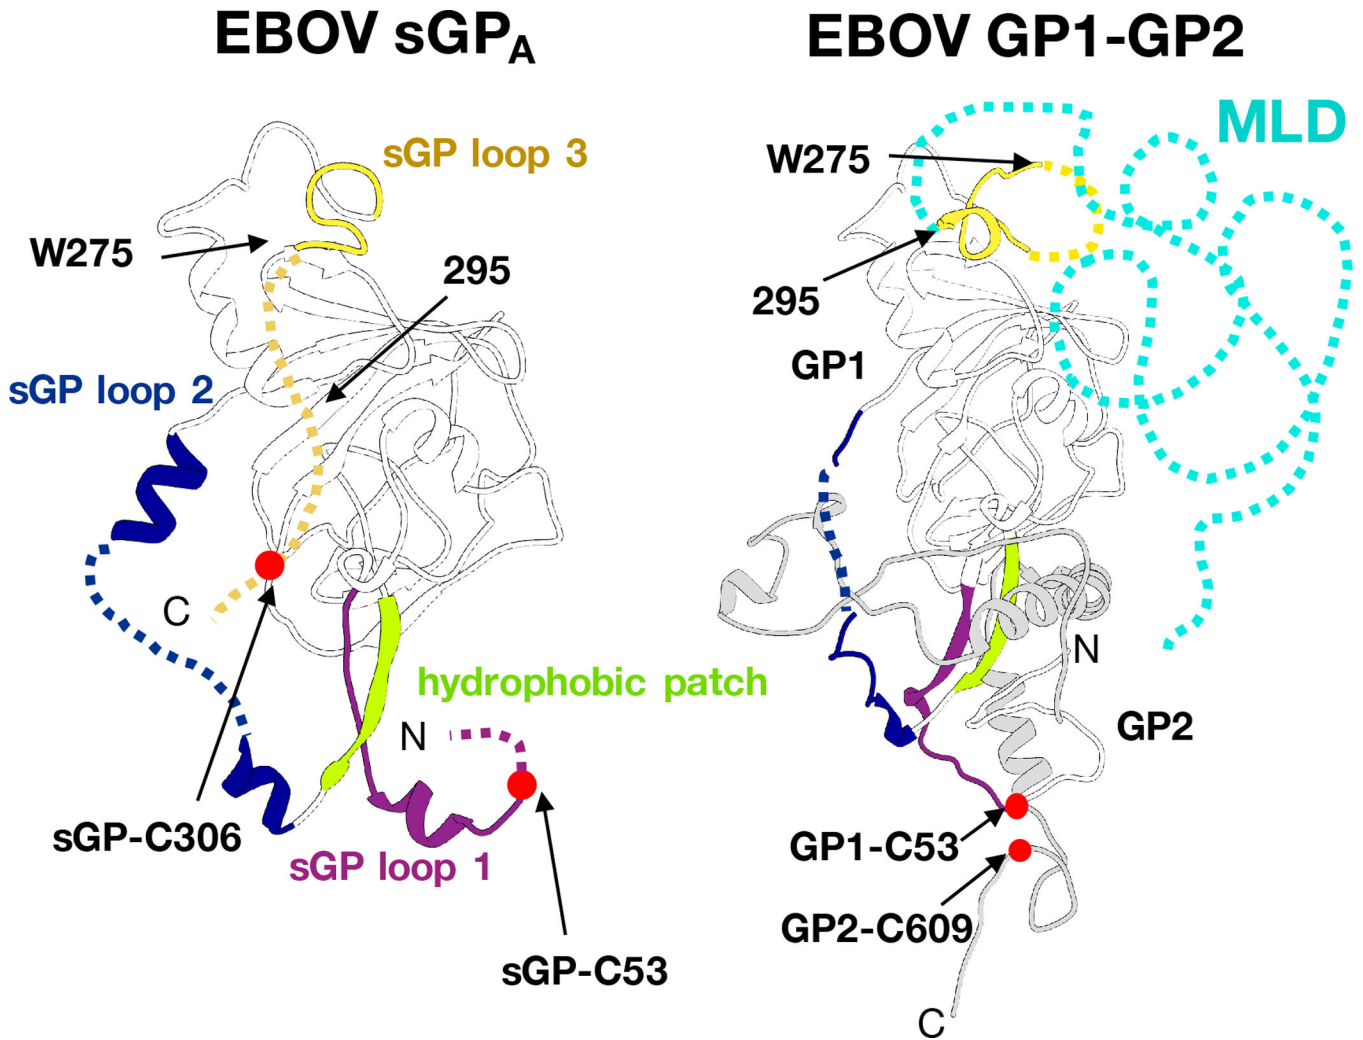 EBOV sGPA
EBOV GP1-GP2
MLD
sGP loop 3
W275
W275
295
295
GP1
sGP loop 2
C
hydrophobic patch
N
N
GP2
sGP-C306
sGP loop 1
GP1-C53
GP2-C609
sGP-C53
C